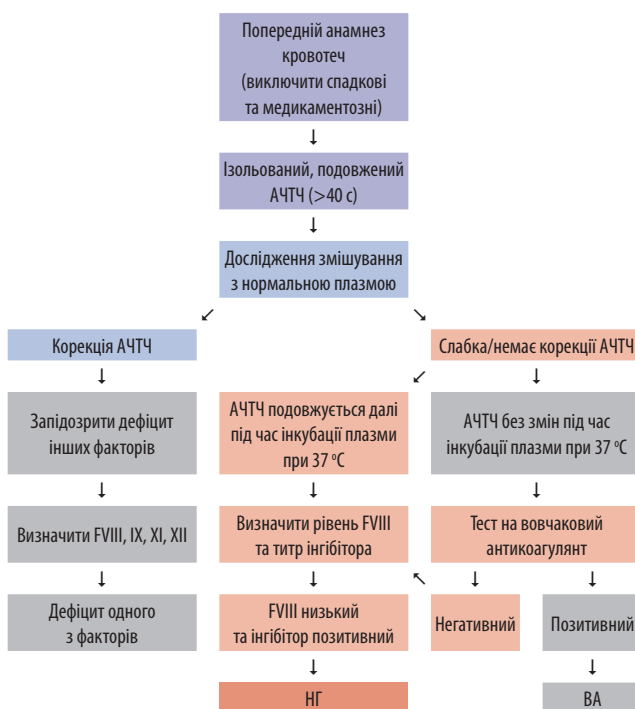 Попередній анамнез
кровотеч
(виключити спадкові
та медикаментозні)
↓
Ізольований, подовжений
АЧТЧ (>40 с)
↓
Дослідження змішування
з нормальною плазмою
↙ ↘
Корекція АЧТЧ
Слабка/немає корекції АЧТЧ
↓ ↙ ↓
Запідозрити дефіцит
інших факторів
АЧТЧ подовжується далі
під час інкубації плазми
при 37 °С
АЧТЧ без змін під час
інкубації плазми при 37 °С
↓ ↓ ↓
Визначити FVIII, IX, XI, XII
Визначити рівень FVIII
та титр інгібітора
Тест на вовчаковий
антикоагулянт
↓ ↓ ↖ ↓ ↓
Дефіцит одного
з факторів
FVIII низький
та інгібітор позитивний
Негативний
Позитивний
↓ ↓
НГ
ВА